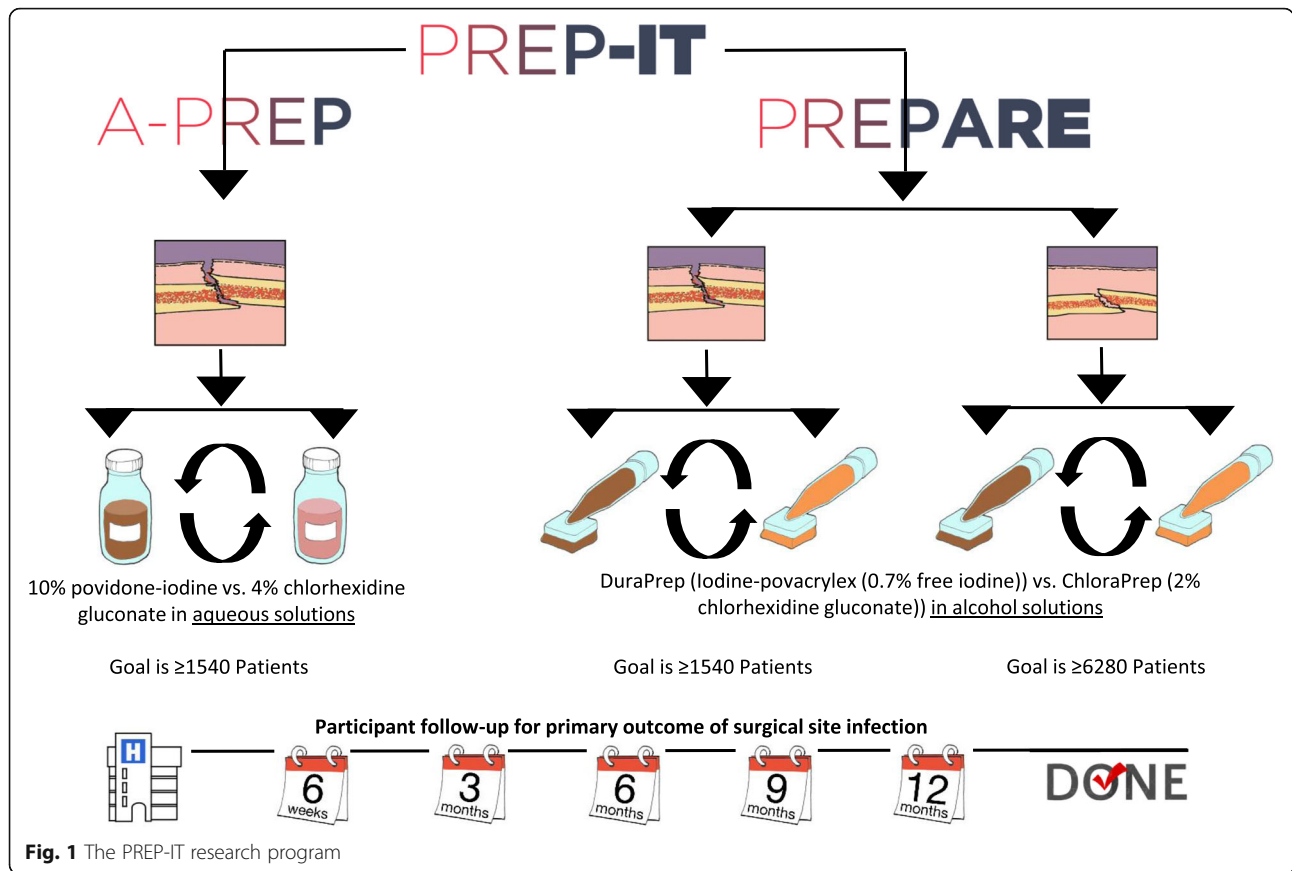 PREP-IT
A-PREP
PREPARE
10% povidone-iodine vs. 4% chlorhexidine
gluconate in aqueous solutions
DuraPrep (Iodine-povacrylex (0.7% free iodine)) vs. ChloraPrep (2%
chlorhexidine gluconate)) in alcohol solutions
Goal is ≥1540 Patients
Goal is ≥1540 Patients
Goal is ≥6280 Patients
Participant follow-up for primary outcome of surgical site infection
H
6
weeks
3
months
6
months
9
months
12
months
DONE
Fig. 1 The PREP-IT research program